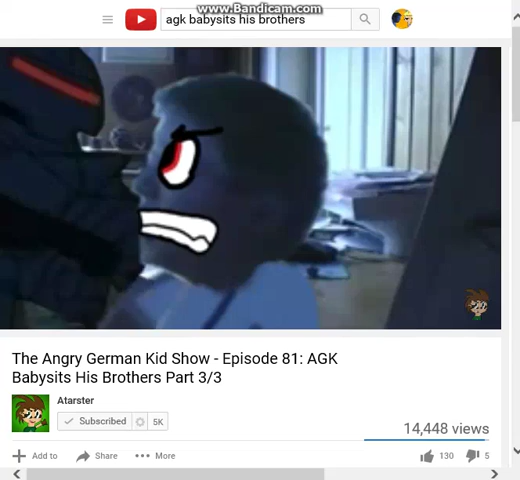 www.Bandicam.com
agk babysits his brothers
The Angry German Kid Show - Episode 81: AGK
Babysits His Brothers Part 3/3
Atarster
Subscribed 5K
14,448 views
Add to Share More 130 5